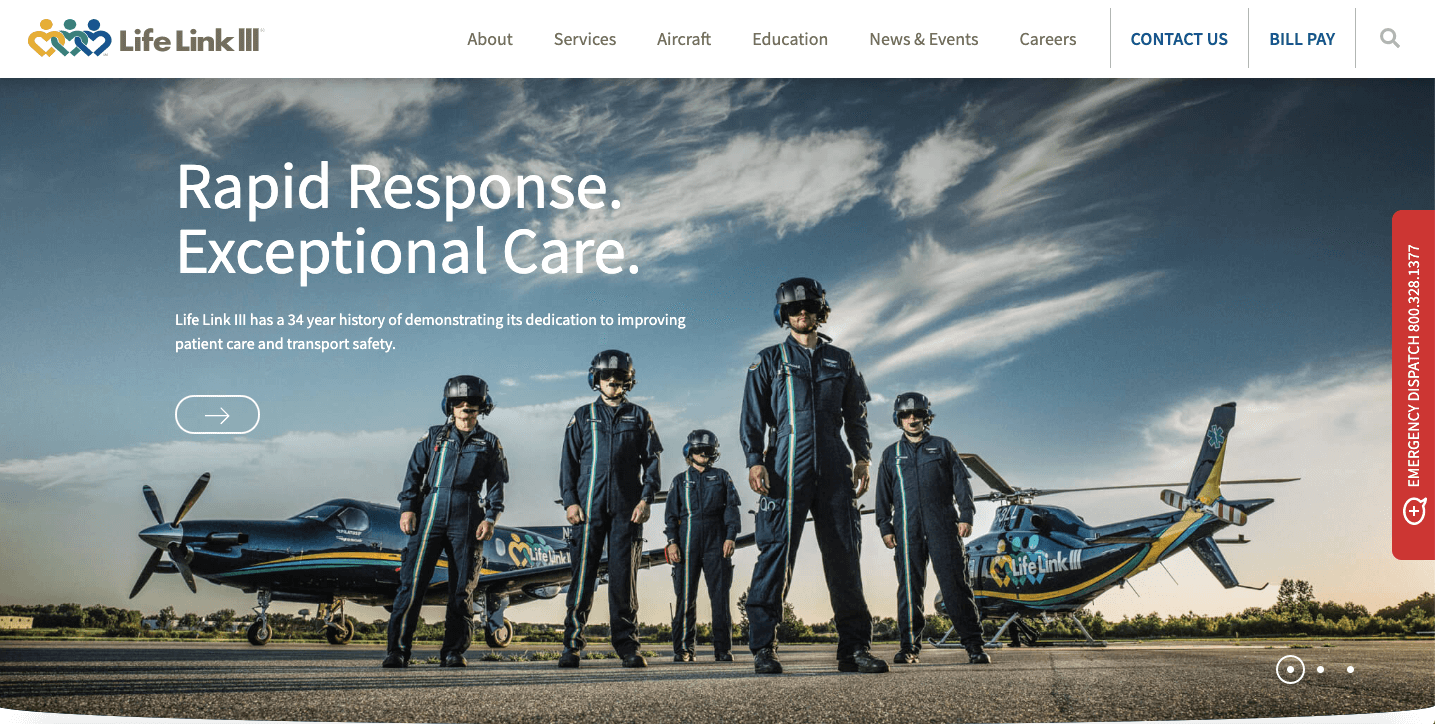 Life Link III
About
Services
Aircraft
Education
News & Events
Careers
CONTACT US
BILL PAY
Rapid Response.
Exceptional Care.
Life Link III has a 34 year history of demonstrating its dedication to improving
patient care and transport safety.
EMERGENCY DISPATCH 800.328.1377
Life Link III
Life Link III